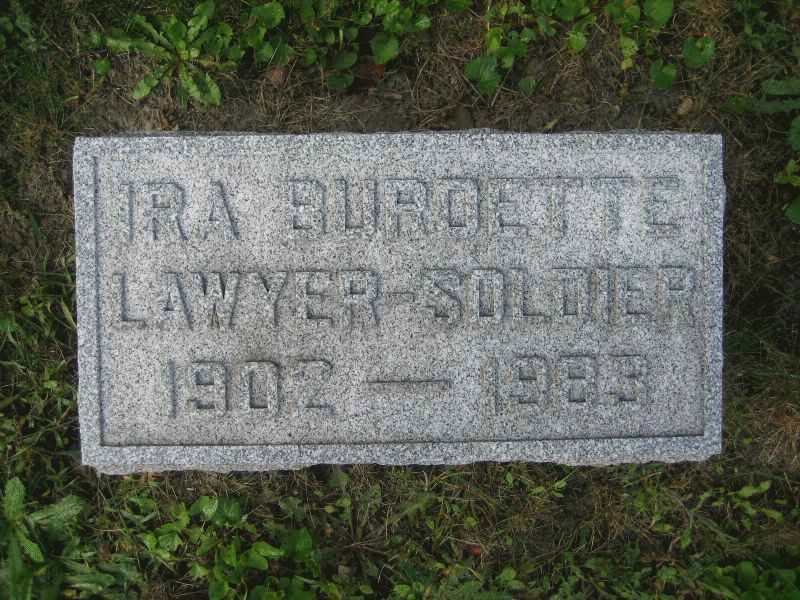 IRA BURDETTE
LAWYER-SOLDIER
1902 — 1983